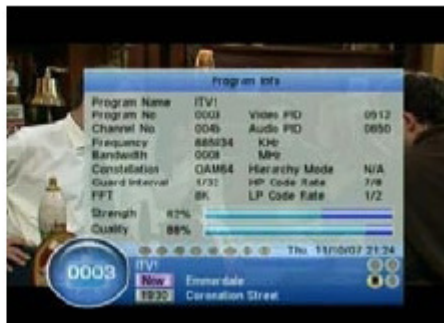 Program Info
Program Name ITV1
Program No 0003 Video PID 0512
Channel No 0045 Audio PID 0650
Frequency KHz
Bandwidth 0008 MHz
Constellation QAM64 Hierarchy Mode N/A
Guard Interval 1/32 HP Code Rate 7/8
FFT 8K LP Code Rate 1/2
Strength 62%
Quality 88%
Thu 11/10/07 21:24
0003
ITV1
Now Emmerdale
19:30 Coronation Street